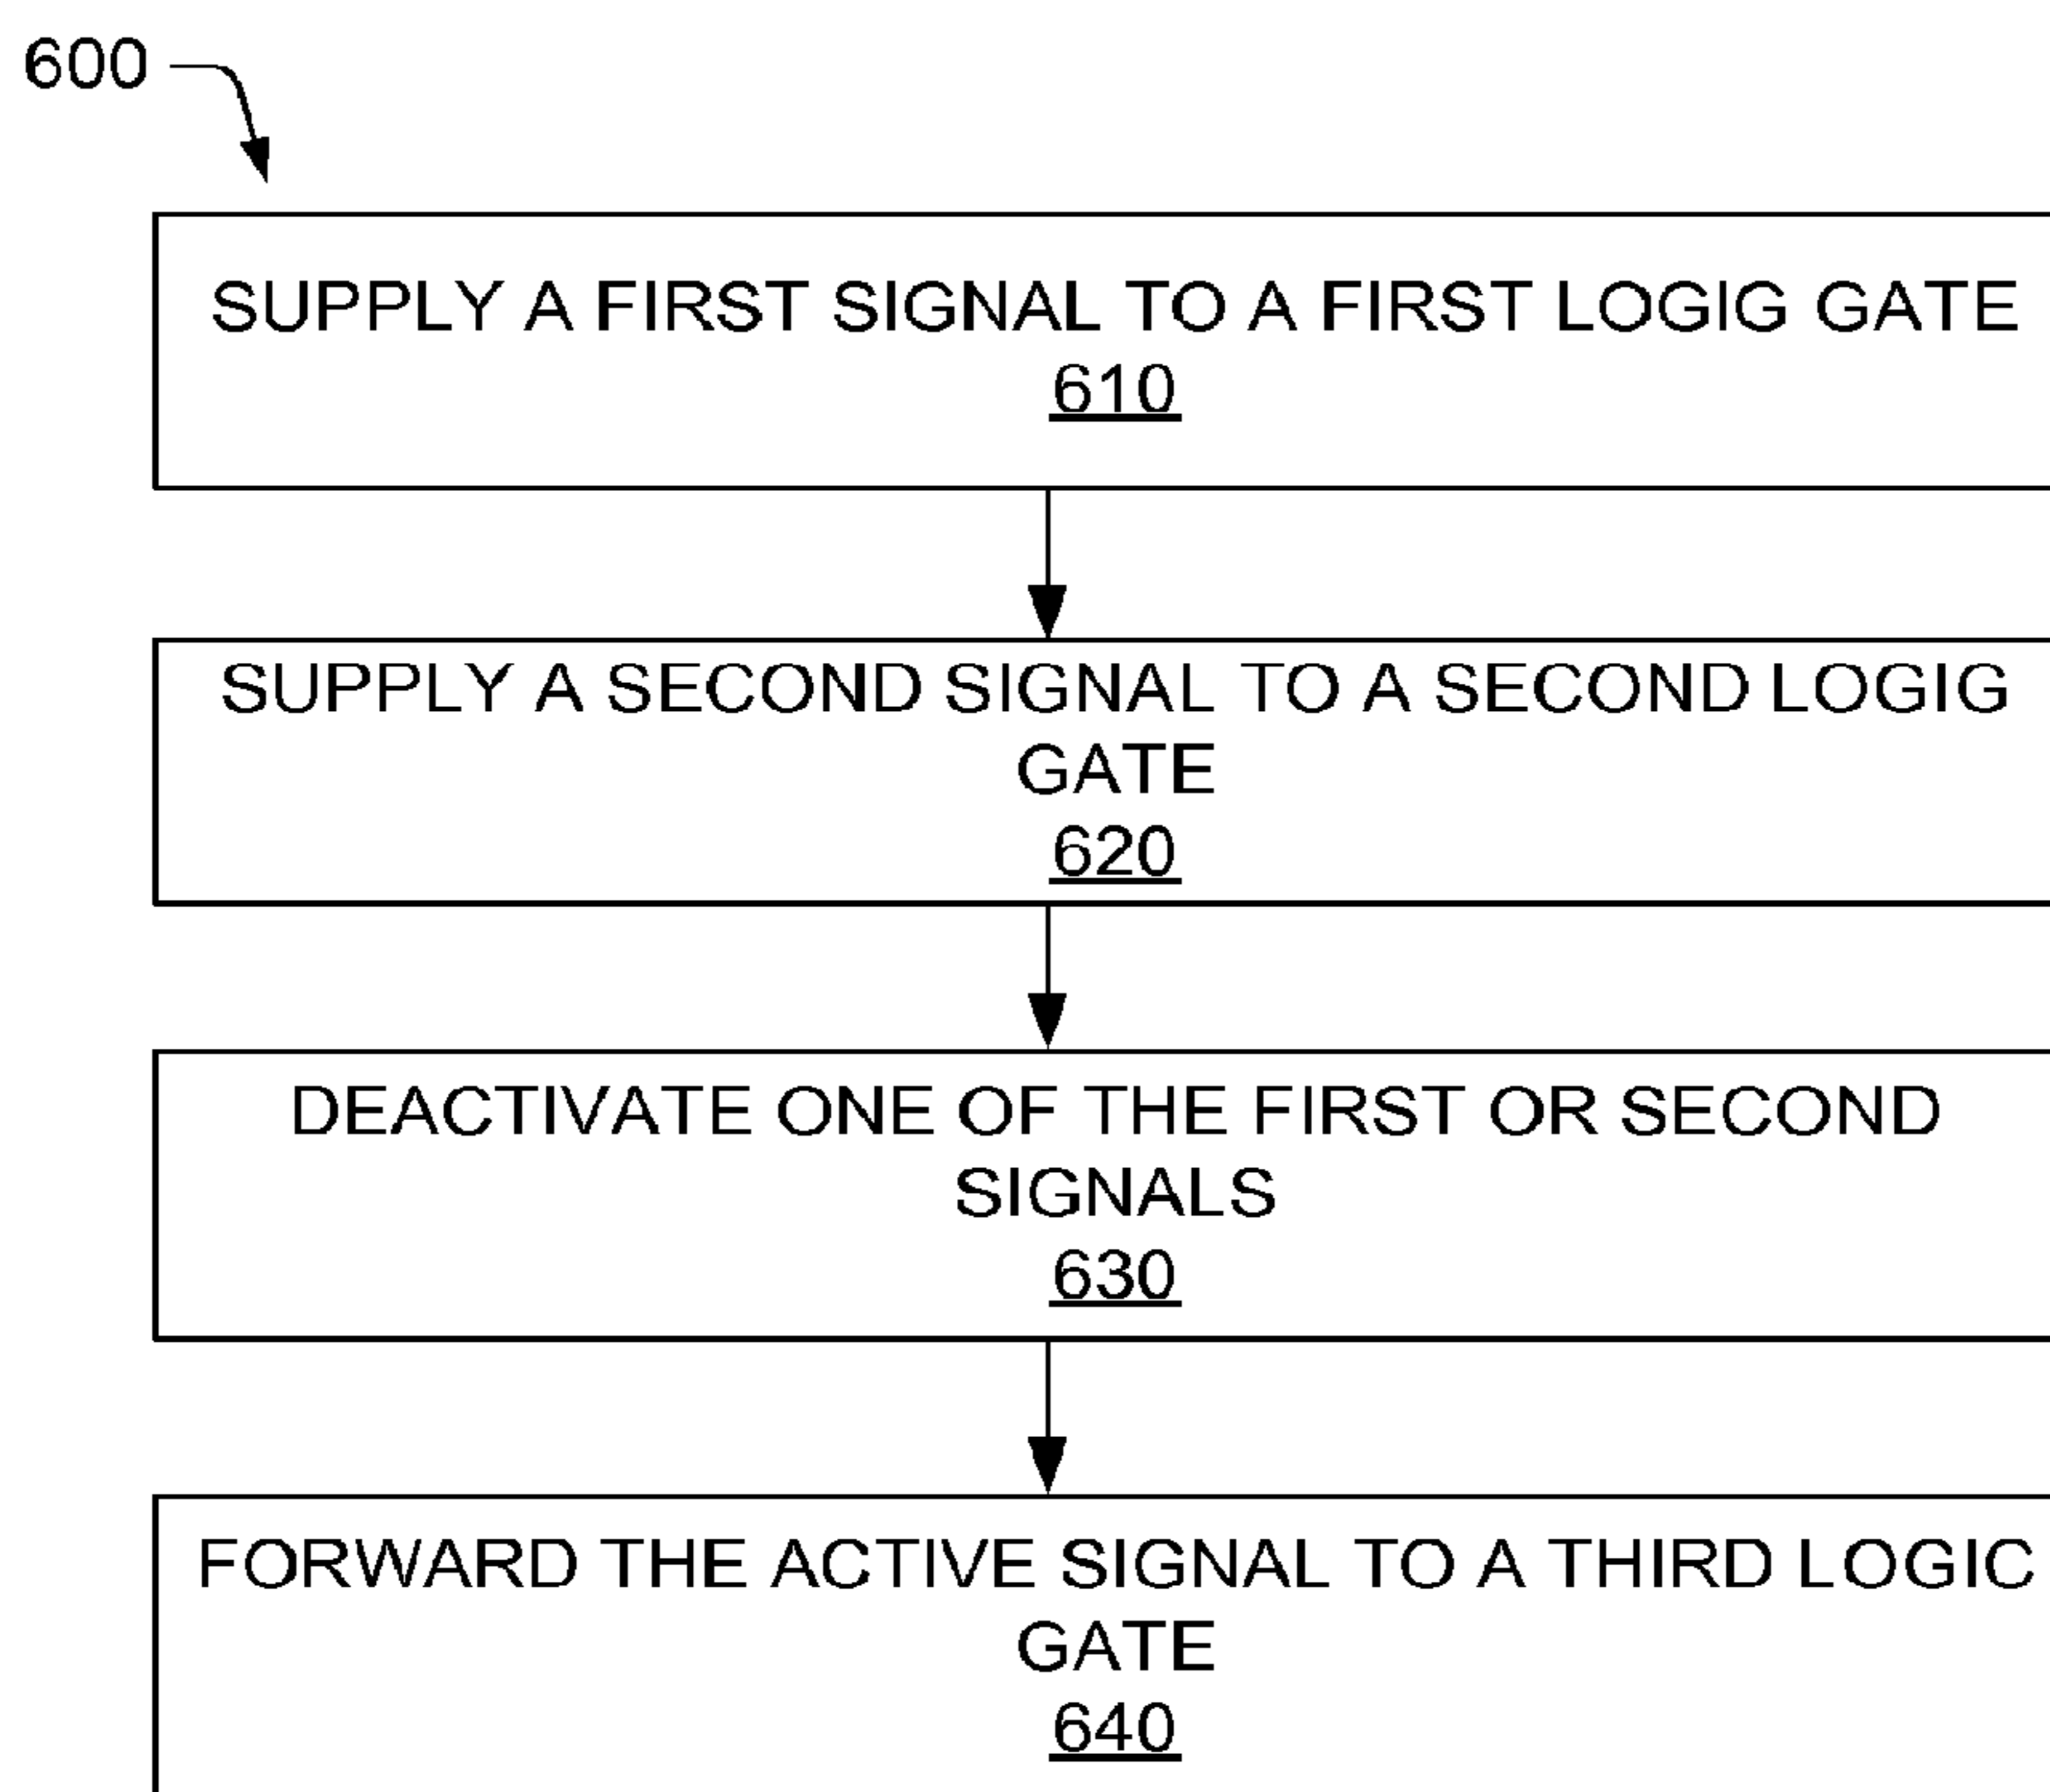 600
SUPPLY A FIRST SIGNAL TO A FIRST LOGIG GATE
610
SUPPLY A SECOND SIGNAL TO A SECOND LOGIG
GATE
620
DEACTIVATE ONE OF THE FIRST OR SECOND
SIGNALS
630
FORWARD THE ACTIVE SIGNAL TO A THIRD LOGIC
GATE
640